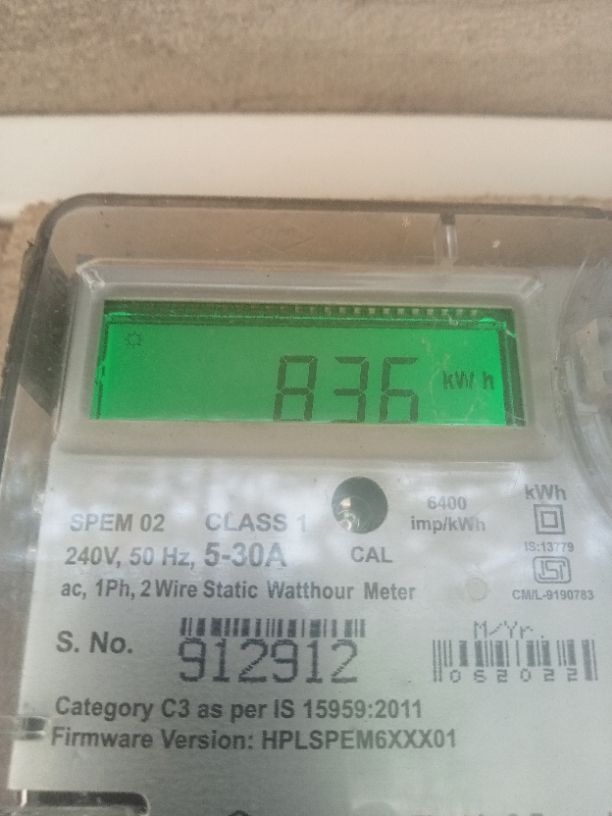 836 kWh
SPEM 02 CLASS 1
6400 imp/kWh
kWh
240V, 50 Hz, 5-30A
CAL
IS:13779
ISI
ac, 1Ph, 2 Wire Static Watthour Meter
CM/L-9190783
S. No.
912912
M/Yr.
062022
Category C3 as per IS 15959:2011
Firmware Version: HPLSPEM6XXX01